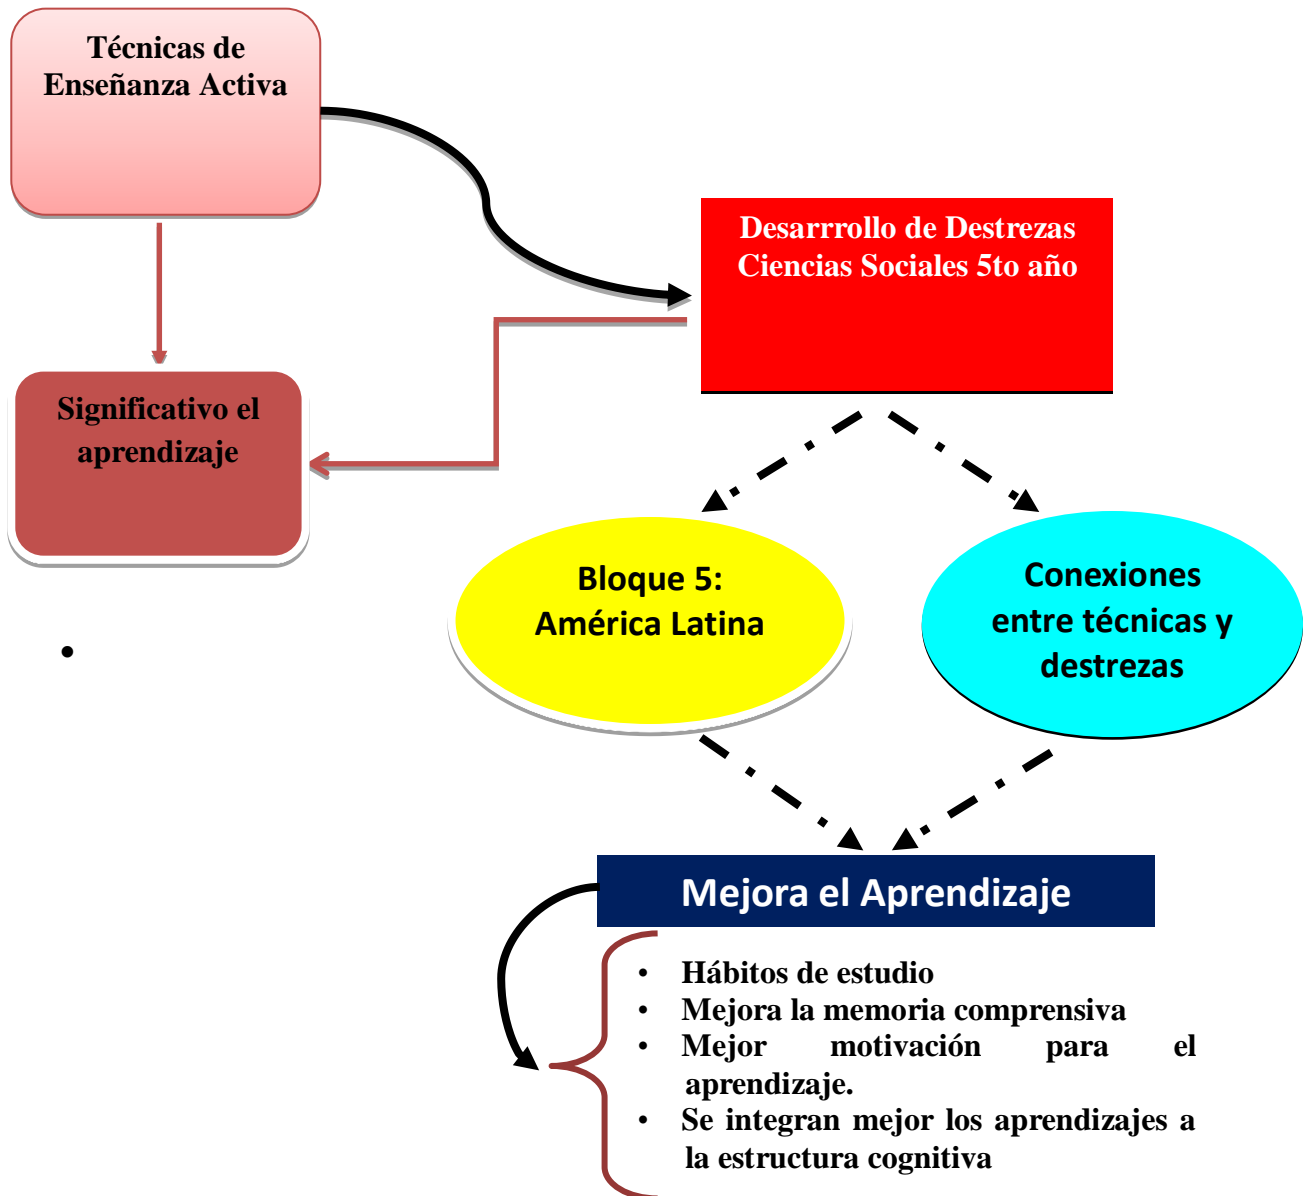 Técnicas de
Enseñanza Activa
Desarrrollo de Destrezas
Ciencias Sociales 5to año
Significativo el
aprendizaje
Bloque 5:
América Latina
Conexiones
entre técnicas y
destrezas
•
Mejora el Aprendizaje
• Hábitos de estudio
• Mejora la memoria comprensiva
• Mejor motivación para el
aprendizaje.
• Se integran mejor los aprendizajes a
la estructura cognitiva